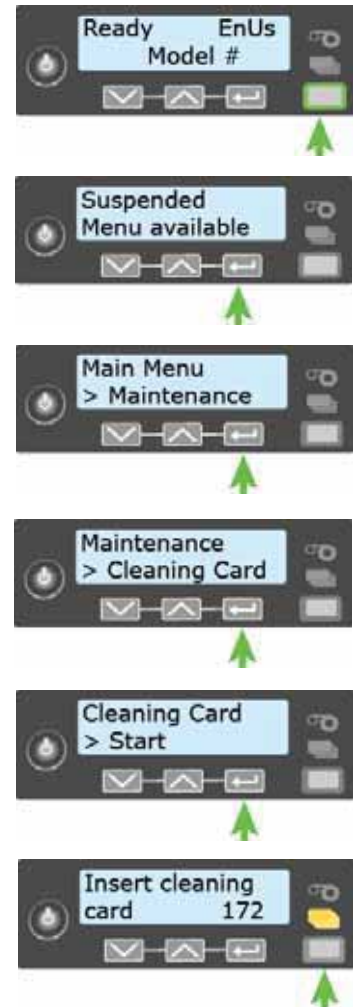 Ready EnUs
Model #
Suspended
Menu available
Main Menu
> Maintenance
Maintenance
> Cleaning Card
Cleaning Card
> Start
Insert cleaning
card 172